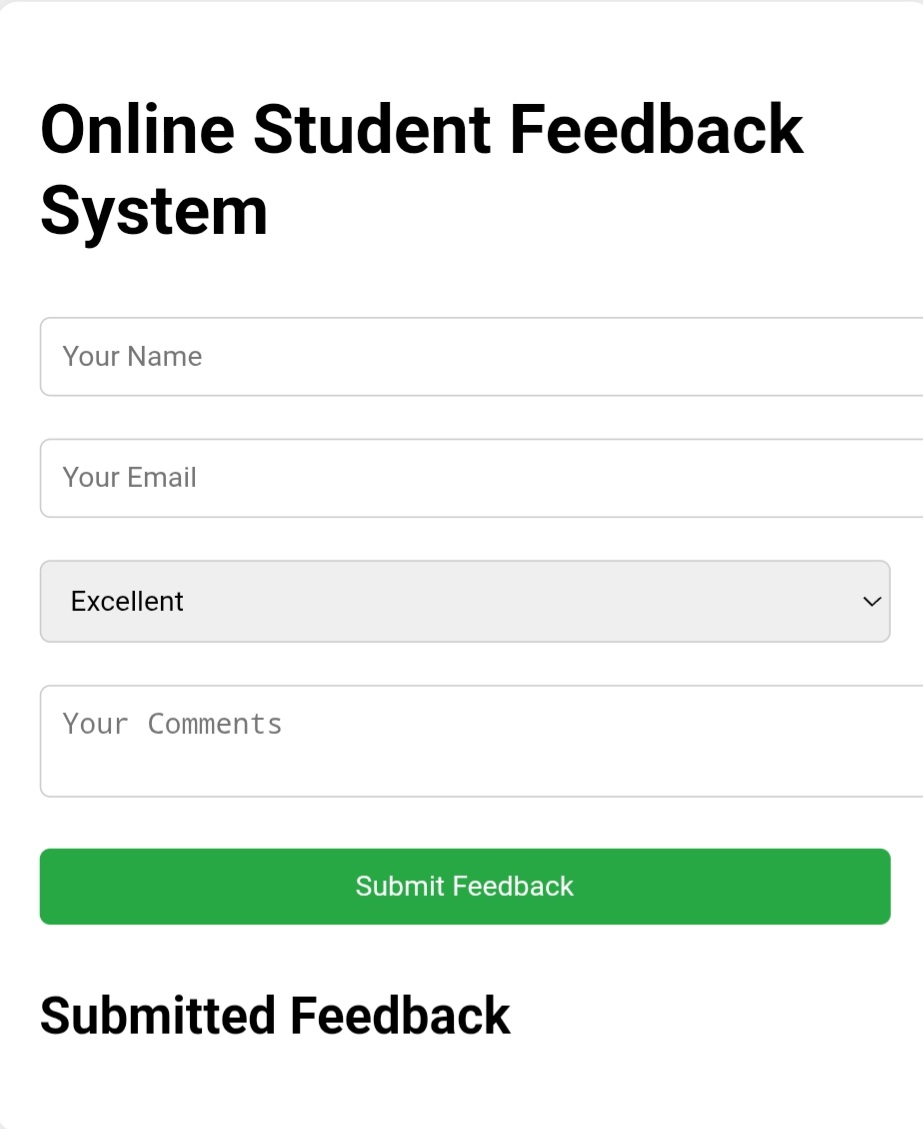 Online Student Feedback
System
Your Name
Your Email
Excellent
Your Comments
Submit Feedback
Submitted Feedback